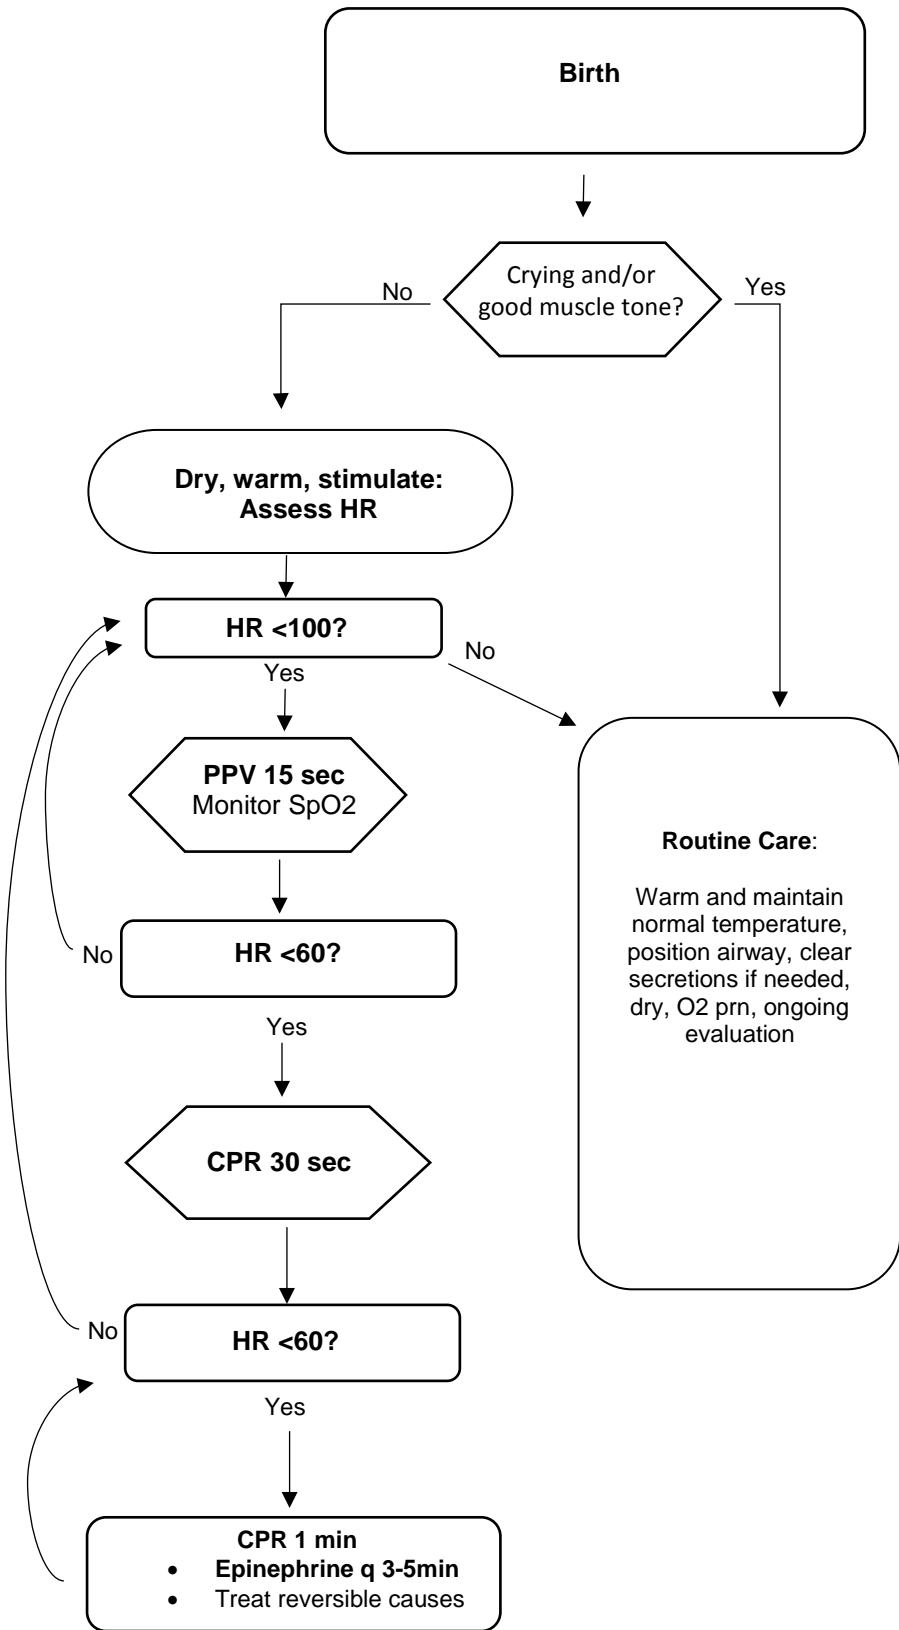 Birth
Crying and/or
good muscle tone?
No
Yes
Dry, warm, stimulate:
Assess HR
HR <100?
No
Yes
PPV 15 sec
Monitor SpO2
No
HR <60?
Yes
CPR 30 sec
No
HR <60?
Yes
CPR 1 min
• Epinephrine q 3-5min
• Treat reversible causes
Routine Care:
Warm and maintain
normal temperature,
position airway, clear
secretions if needed,
dry, O2 prn, ongoing
evaluation